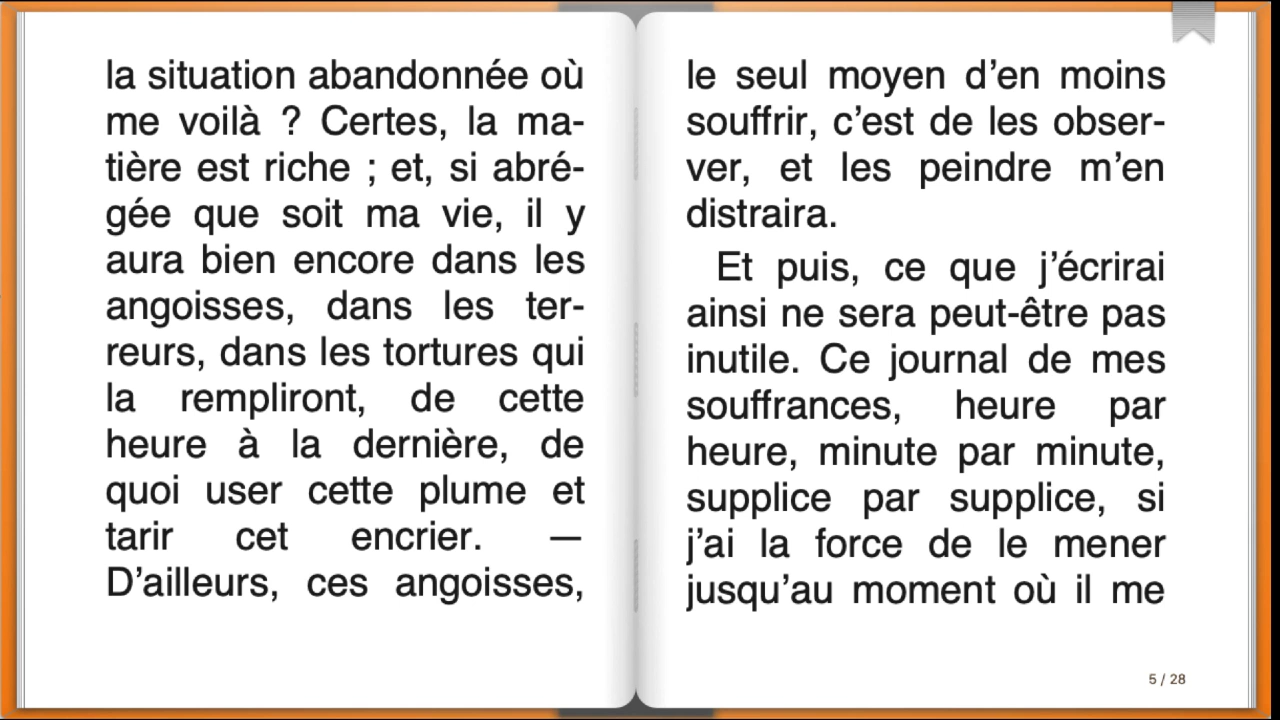 la situation abandonnée où
me voilà ? Certes, la ma-
tière est riche ; et, si abré-
gée que soit ma vie, il y
aura bien encore dans les
angoisses, dans les ter-
reurs, dans les tortures qui
la rempliront, de cette
heure à la dernière, de
quoi user cette plume et
tarir cet encrier. —
D’ailleurs, ces angoisses,
le seul moyen d’en moins
souffrir, c’est de les obser-
ver, et les peindre m’en
distraira.
Et puis, ce que j’écrirai
ainsi ne sera peut-être pas
inutile. Ce journal de mes
souffrances, heure par
heure, minute par minute,
supplice par supplice, si
j’ai la force de le mener
jusqu’au moment où il me
5 / 28